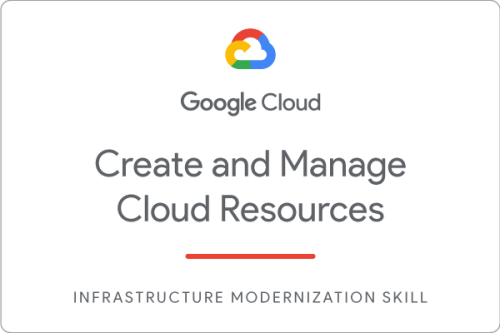 Google Cloud
Create and Manage
Cloud Resources
INFRASTRUCTURE MODERNIZATION SKILL